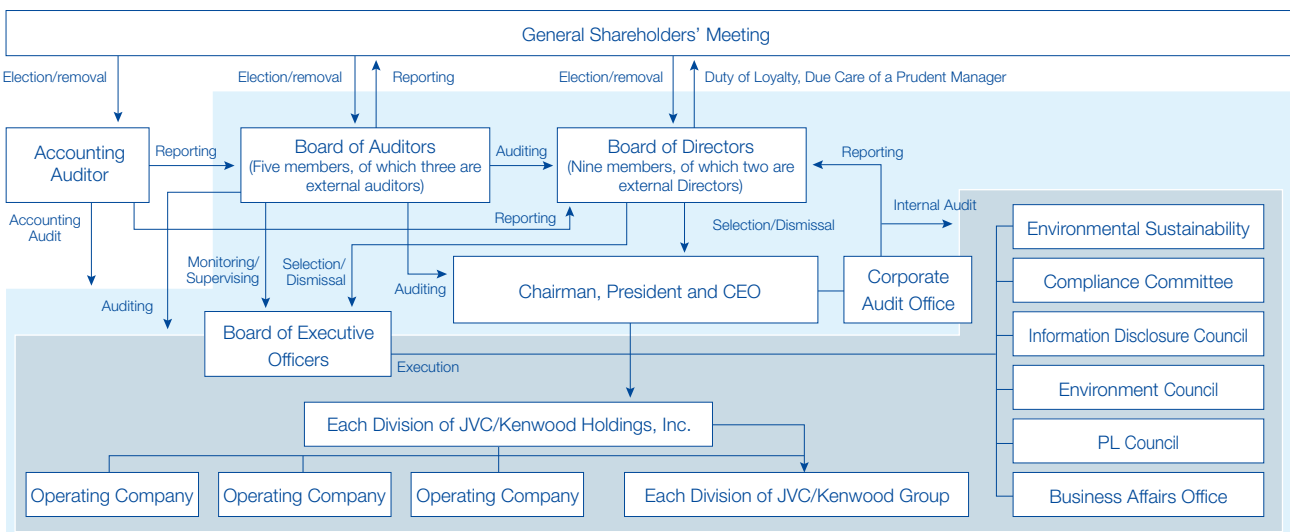 General Shareholders’ Meeting
Election/removal
Election/removal
Reporting
Election/removal
Duty of Loyalty, Due Care of a Prudent Manager
Accounting
Auditor
Reporting
Board of Auditors
(Five members, of which three are
external auditors)
Auditing
Board of Directors
(Nine members, of which two are
external Directors)
Reporting
Internal Audit
Accounting
Audit
Reporting
Selection/Dismissal
Monitoring/
Supervising
Selection/
Dismissal
Auditing
Auditing
Chairman, President and CEO
Corporate
Audit Office
Board of Executive
Officers
Execution
Environmental Sustainability
Compliance Committee
Information Disclosure Council
Environment Council
PL Council
Business Affairs Office
Each Division of JVC/Kenwood Holdings, Inc.
Operating Company
Operating Company
Operating Company
Each Division of JVC/Kenwood Group